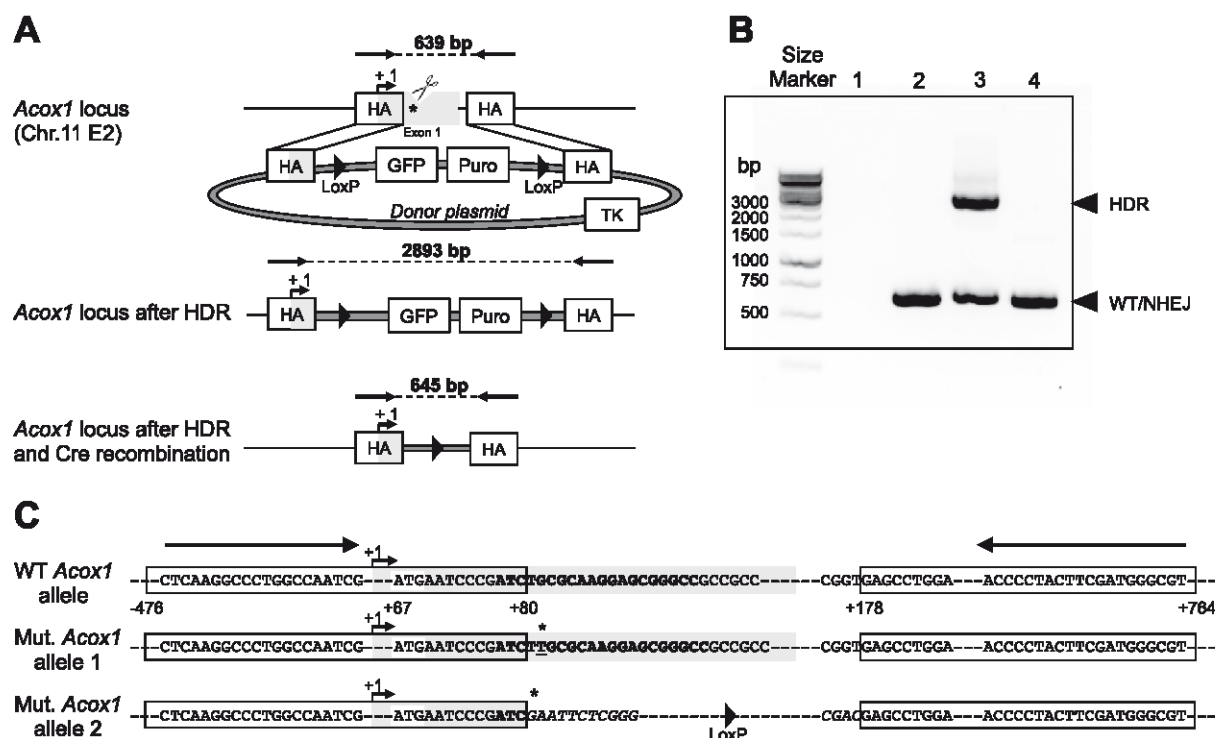 A
639 bp
+ 1
Acox1 locus
(Chr.11 E2)
HA
*
HA
Exon 1
HA
GFP
Puro
HA
LoxP
LoxP
Donor plasmid
TK
2893 bp
+ 1
Acox1 locus after HDR
HA
GFP
Puro
HA
645 bp
+ 1
Acox1 locus after HDR
and Cre recombination
HA
HA
B
Size
Marker
1
2
3
4
bp
3000
2000
1500
1000
750
500
HDR
WT/NHEJ
C
+1
WT Acox1
allele
---CTCAAGGCCCTGGCCAATCG----ATGAATCCCGATCTGCGCAAGGAGCGGGCCGCCGCC------ CGGTGAGCCTGGA----ACCCCTACTTCGATGGGCGT---
-476
+67
+80
+178
+764
+1
*
Mut. Acox1
allele 1
---CTCAAGGCCCTGGCCAATCG----ATGAATCCCGATCTTGCGCAAGGAGCGGGCCGCCGCC----- CGGTGAGCCTGGA----ACCCCTACTTCGATGGGCGT---
+1
*
Mut. Acox1
allele 2
---CTCAAGGCCCTGGCCAATCG----ATGAATCCCGATCGAATTCTCGGG---------- CGAGGAGCCTGGA----ACCCCTACTTCGATGGGCGT---
LoxP